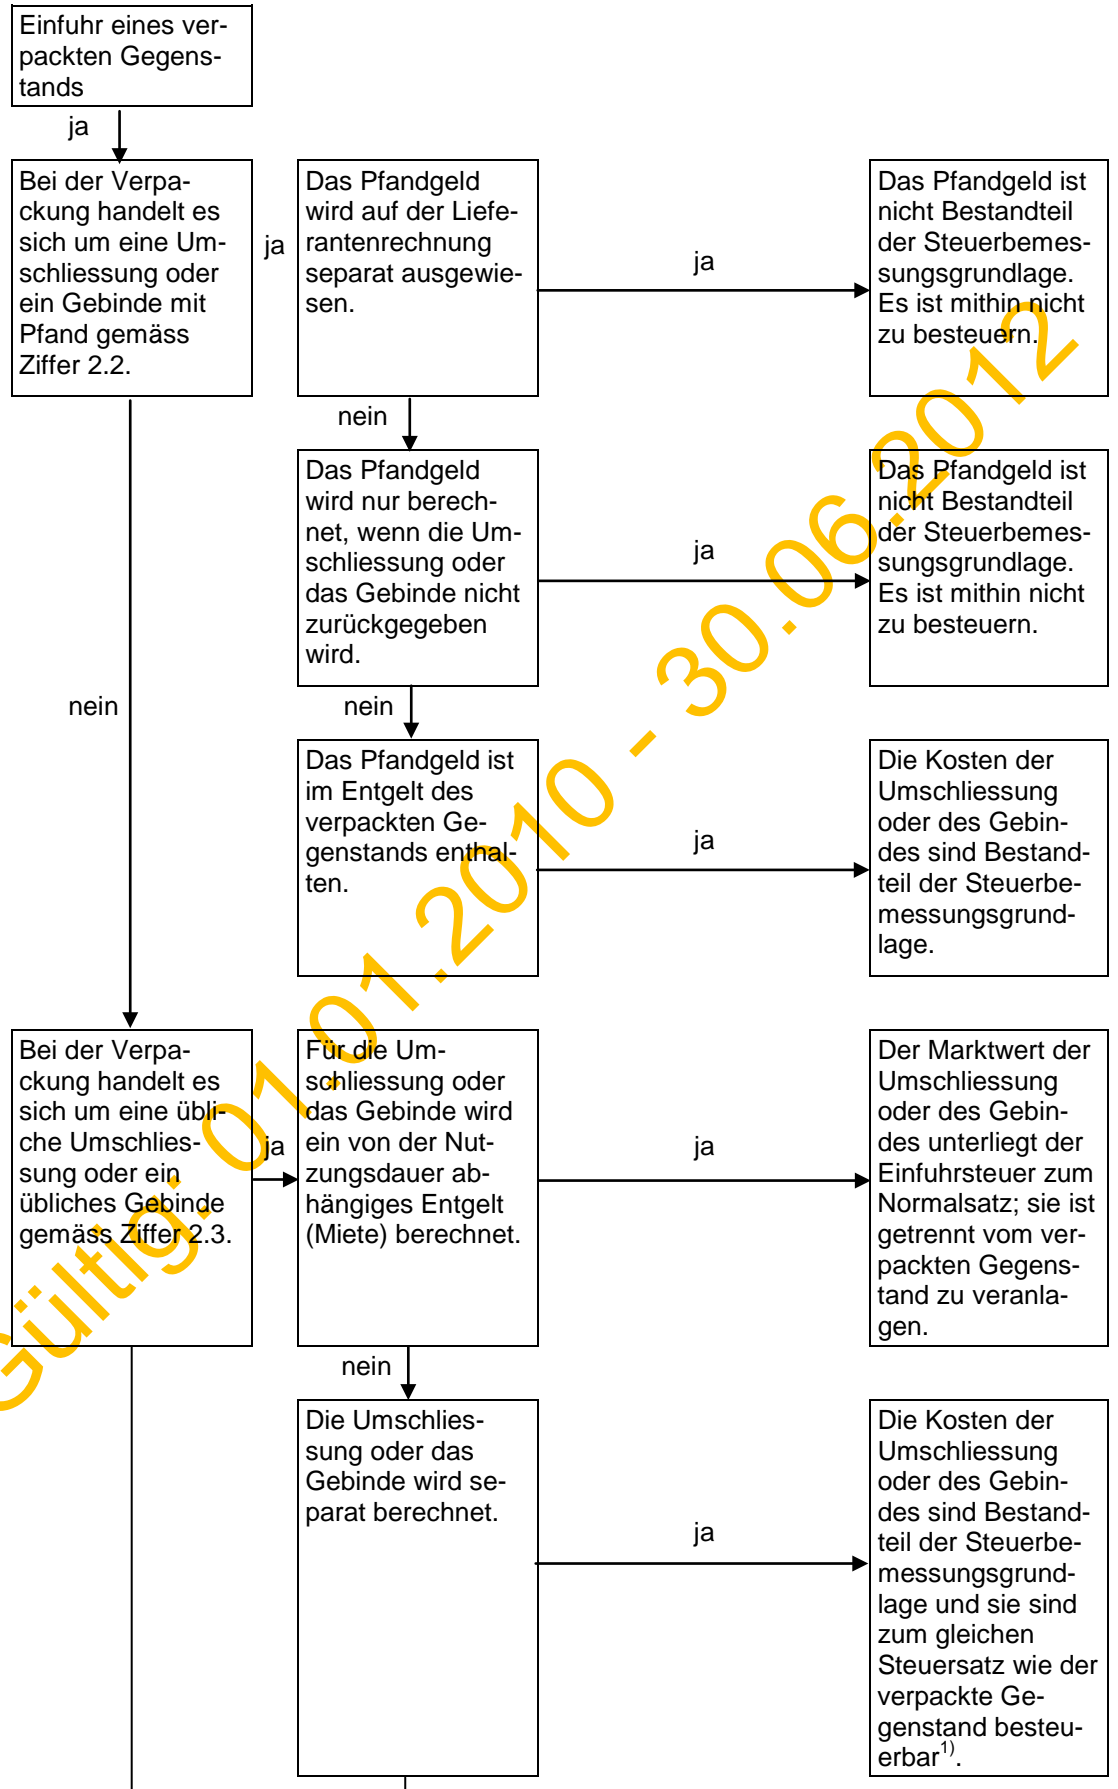 Einfuhr eines ver-
packten Gegens-
tands
ja
Bei der Verpa-
ckung handelt es
sich um eine Um-
schliessung oder
ein Gebinde mit
Pfand gemäss
Ziffer 2.2.
ja
Das Pfandgeld
wird auf der Liefe-
rantenrechnung
separat ausgewie-
sen.
ja
Das Pfandgeld ist
nicht Bestandteil
der Steuerbemes-
sungsgrundlage.
Es ist mithin nicht
zu besteuern.
nein
Das Pfandgeld
wird nur berech-
net, wenn die Um-
schliessung oder
das Gebinde nicht
zurückgegeben
wird.
ja
Das Pfandgeld ist
nicht Bestandteil
der Steuerbemes-
sungsgrundlage.
Es ist mithin nicht
zu besteuern.
nein
nein
Das Pfandgeld ist
im Entgelt des
verpackten Ge-
genstands enthal-
ten.
ja
Die Kosten der
Umschliessung
oder des Gebin-
des sind Bestand-
teil der Steuerbe-
messungsgrund-
lage.
Bei der Verpa-
ckung handelt es
sich um eine übli-
che Umschlies-
sung oder ein
übliches Gebinde
gemäss Ziffer 2.3.
ja
Für die Um-
schliessung oder
das Gebinde wird
ein von der Nut-
zungsdauer ab-
hängiges Entgelt
(Miete) berechnet.
ja
Der Marktwert der
Umschliessung
oder des Gebin-
des unterliegt der
Einfuhrsteuer zum
Normalsatz; sie ist
getrennt vom ver-
packten Gegens-
tand zu veranla-
gen.
nein
Die Umschlies-
sung oder das
Gebinde wird se-
parat berechnet.
ja
Die Kosten der
Umschliessung
oder des Gebin-
des sind Bestand-
teil der Steuerbe-
messungsgrund-
lage und sie sind
zum gleichen
Steuersatz wie der
verpackte Ge-
genstand besteu-
erbar1).
Gültig: 01.01.2010 - 30.06.2012